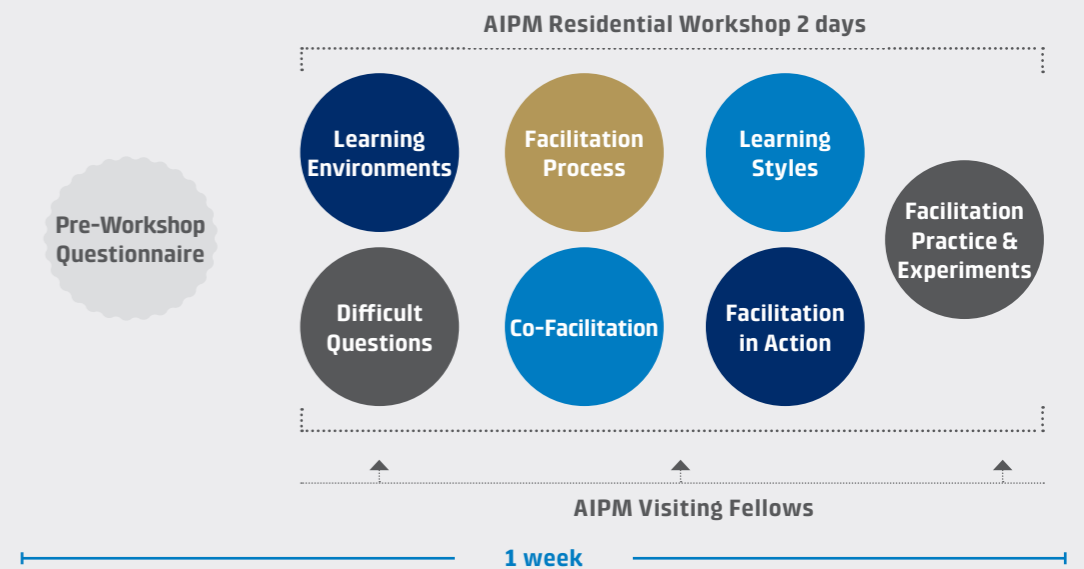 AIPM Residential Workshop 2 days
Pre-Workshop
Questionnaire
Learning
Environments
Facilitation
Process
Learning
Styles
Difficult
Questions
Co-Facilitation
Facilitation
in Action
Facilitation
Practice &
Experiments
AIPM Visiting Fellows
1 week